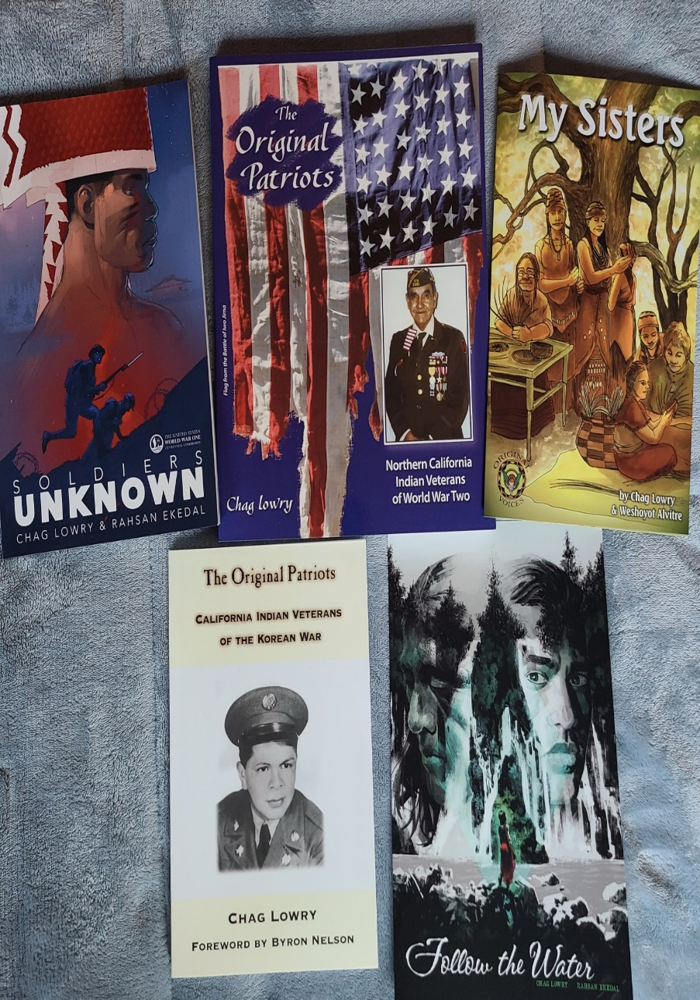 THE UNITED STATES
WORLD WAR ONE
CENTENNIAL COMMISSION
SOLDIERS
UNKNOWN
CHAG LOWRY & RAHSAN EKEDAL
The
Original
Patriots
Flag from the Battle of Iwo Jima
Northern California
Indian Veterans
of World War Two
Chag lowry
My Sisters
ORIGINAL
VOICES
by Chag Lowry
& Weshoyot Alvitre
The Original Patriots
CALIFORNIA INDIAN VETERANS
OF THE KOREAN WAR
CHAG LOWRY
FOREWORD BY BYRON NELSON
Follow the Water
CHAG LOWRY RAHSAN EKEDAL